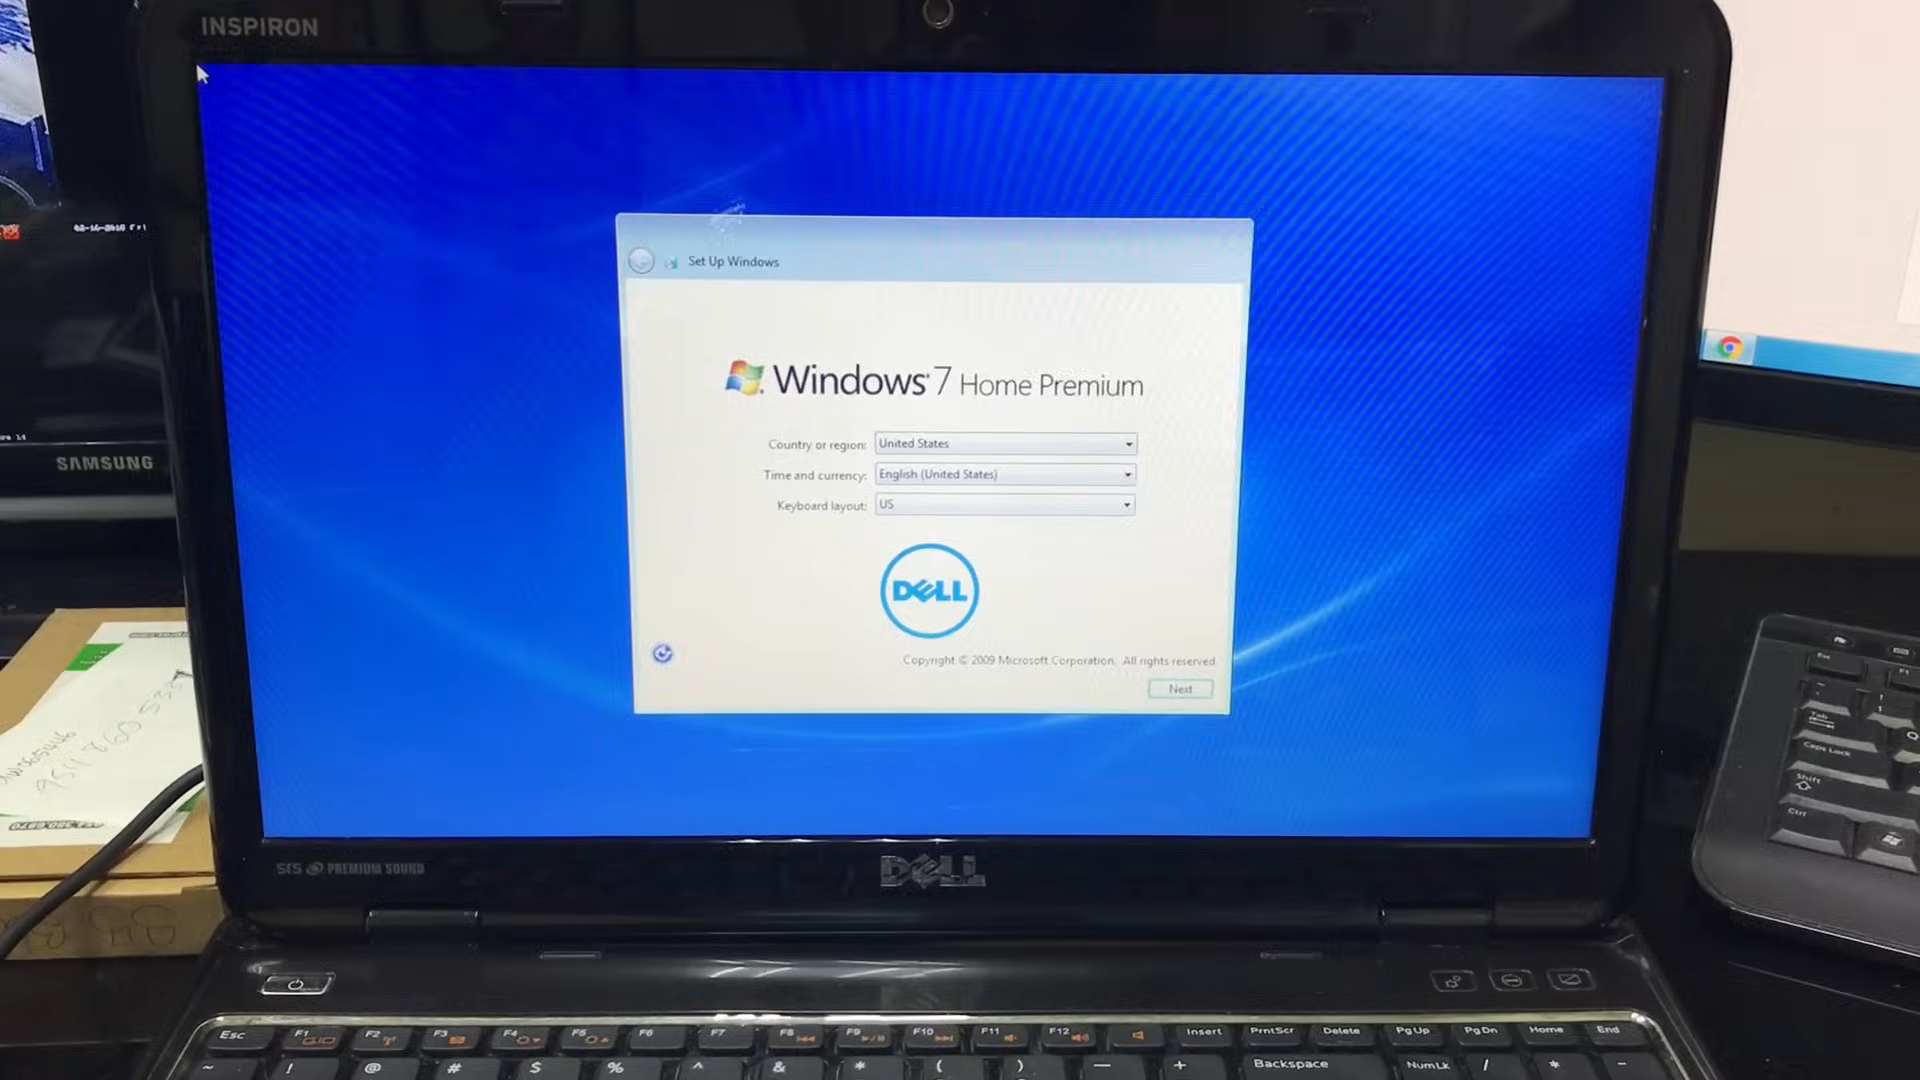 INSPIRON
Set Up Windows
Windows 7 Home Premium
Country or region: United States
Time and currency: English (United States)
Keyboard layout: US
DELL
Copyright © 2009 Microsoft Corporation. All rights reserved.
Next
SAMSUNG
SRS PREMIUM SOUND
DELL
Esc F1 F2 F3 F4 F5 F6 F7 F8 F9 F10 F11 F12 Insert PrntScr Delete PgUp PgDn Home End
~ ! @ # $ % ^ & * ( ) — + Backspace NumLk / * -
Esc
Tab
Caps Lock
Shift
Ctrl